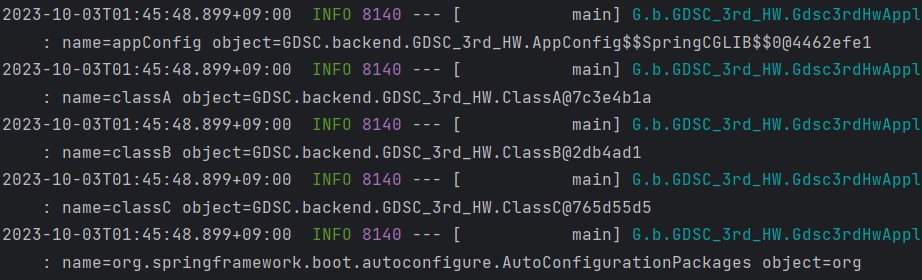 2023-10-03T01:45:48.899+09:00  INFO 8140 --- [           main] G.b.GDSC_3rd_HW.Gdsc3rdHwAppl
: name=appConfig object=GDSC.backend.GDSC_3rd_HW.AppConfig$$SpringCGLIB$$0@4462efe1
2023-10-03T01:45:48.899+09:00  INFO 8140 --- [           main] G.b.GDSC_3rd_HW.Gdsc3rdHwAppl
: name=classA object=GDSC.backend.GDSC_3rd_HW.ClassA@7c3e4b1a
2023-10-03T01:45:48.899+09:00  INFO 8140 --- [           main] G.b.GDSC_3rd_HW.Gdsc3rdHwAppl
: name=classB object=GDSC.backend.GDSC_3rd_HW.ClassB@2db4ad1
2023-10-03T01:45:48.899+09:00  INFO 8140 --- [           main] G.b.GDSC_3rd_HW.Gdsc3rdHwAppl
: name=classC object=GDSC.backend.GDSC_3rd_HW.ClassC@765d55d5
2023-10-03T01:45:48.899+09:00  INFO 8140 --- [           main] G.b.GDSC_3rd_HW.Gdsc3rdHwAppl
: name=org.springframework.boot.autoconfigure.AutoConfigurationPackages object=org